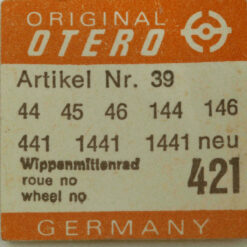 ORIGINAL
OTERO
Artikel Nr. 39
44 45 46 144 146
441 1441 1441 neu
Wippenmittenrad
roue no
wheel no
421
GERMANY